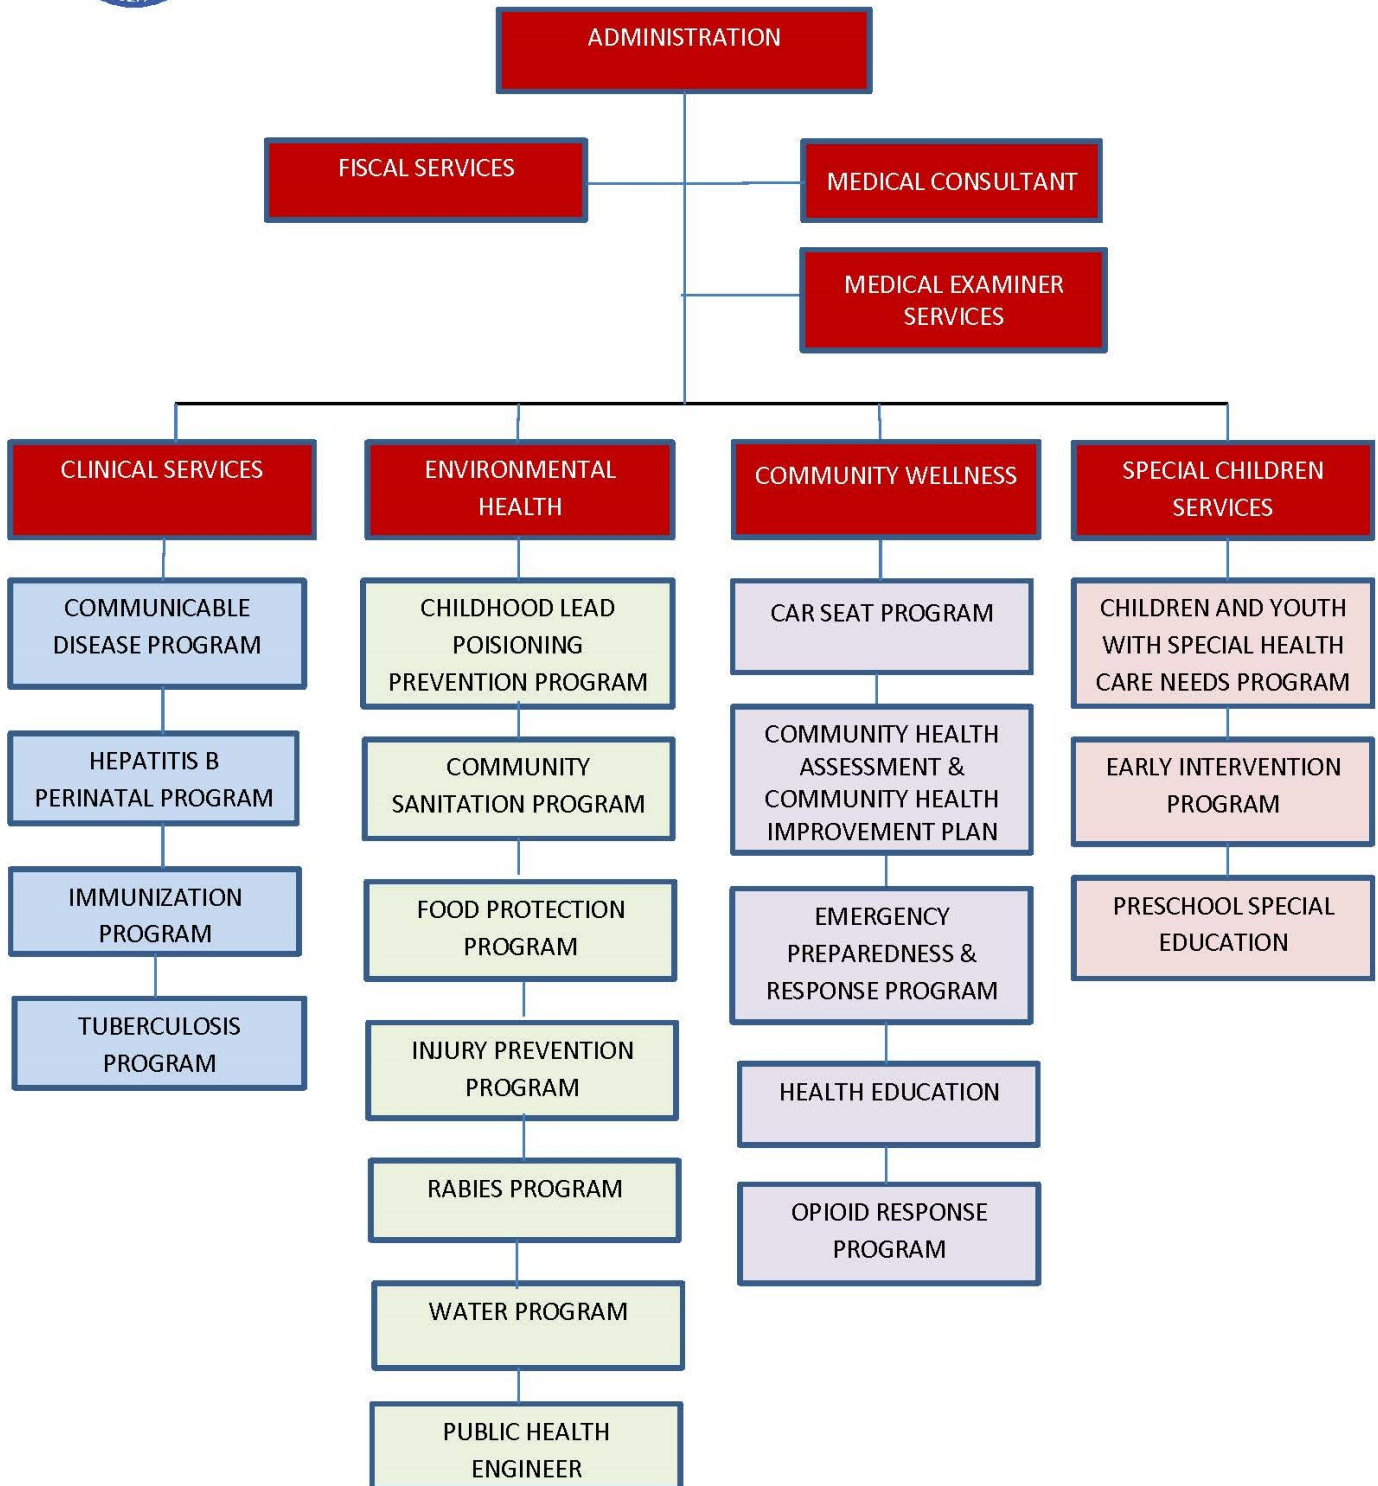 ADMINISTRATION
FISCAL SERVICES
MEDICAL CONSULTANT
MEDICAL EXAMINER
SERVICES
CLINICAL SERVICES
COMMUNICABLE
DISEASE PROGRAM
HEPATITIS B
PERINATAL PROGRAM
IMMUNIZATION
PROGRAM
TUBERCULOSIS
PROGRAM
ENVIRONMENTAL
HEALTH
CHILDHOOD LEAD
POISIONING
PREVENTION PROGRAM
COMMUNITY
SANITATION PROGRAM
FOOD PROTECTION
PROGRAM
INJURY PREVENTION
PROGRAM
RABIES PROGRAM
WATER PROGRAM
PUBLIC HEALTH
ENGINEER
COMMUNITY WELLNESS
CAR SEAT PROGRAM
COMMUNITY HEALTH
ASSESSMENT &
COMMUNITY HEALTH
IMPROVEMENT PLAN
EMERGENCY
PREPAREDNESS &
RESPONSE PROGRAM
HEALTH EDUCATION
OPIOID RESPONSE
PROGRAM
SPECIAL CHILDREN
SERVICES
CHILDREN AND YOUTH
WITH SPECIAL HEALTH
CARE NEEDS PROGRAM
EARLY INTERVENTION
PROGRAM
PRESCHOOL SPECIAL
EDUCATION